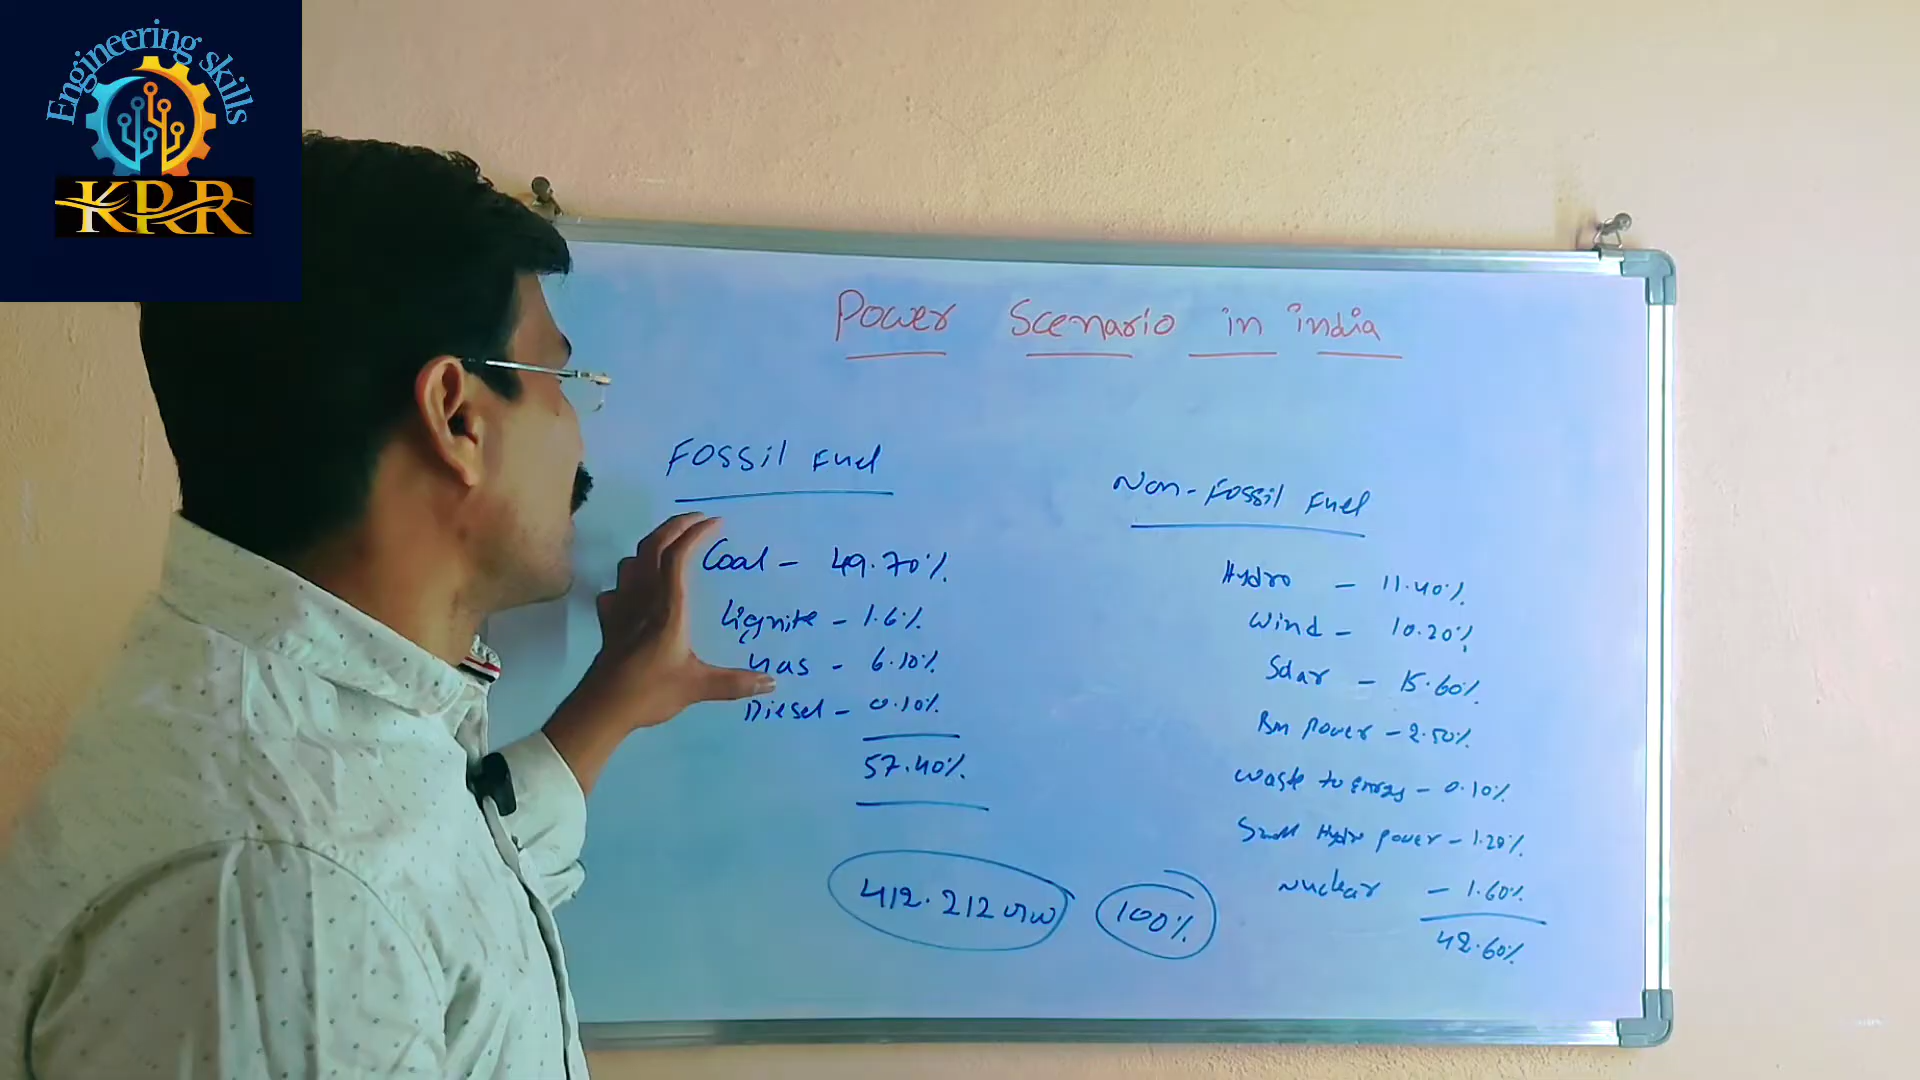 Engineering skills
KRR
Power Scenario in india
Fossil Fuel
Coal - 49.70%
Lignite - 1.6%
Gas - 6.10%
Diesel - 0.10%
57.40%
412.212 MW
100%
Non-Fossil Fuel
Hydro - 11.40%
Wind - 10.20%
Solar - 15.60%
Bm power - 2.50%
Waste to Energy - 0.10%
Small Hydro power - 1.20%
Nuclear - 1.60%
42.60%